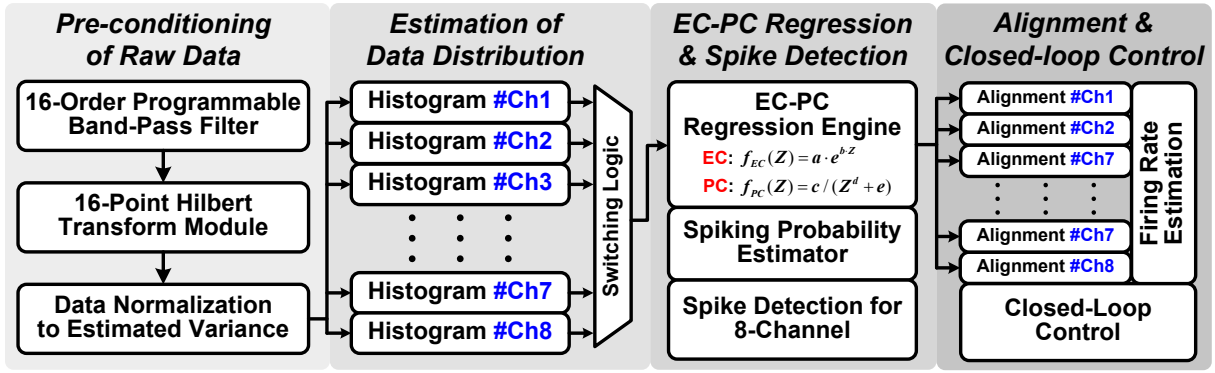 Pre-conditioning
of Raw Data
16-Order Programmable
Band-Pass Filter
16-Point Hilbert
Transform Module
Data Normalization
to Estimated Variance
Estimation of
Data Distribution
Histogram #Ch1
Histogram #Ch2
Histogram #Ch3
Histogram #Ch7
Histogram #Ch8
Switching Logic
EC-PC Regression
& Spike Detection
EC-PC
Regression Engine
EC: f_EC(Z) = a · e^{b·Z}
PC: f_PC(Z) = c / (Z^d + e)
Spiking Probability
Estimator
Spike Detection for
8-Channel
Alignment &
Closed-loop Control
Alignment #Ch1
Alignment #Ch2
Alignment #Ch7
Alignment #Ch7
Alignment #Ch8
Firing Rate
Estimation
Closed-Loop
Control